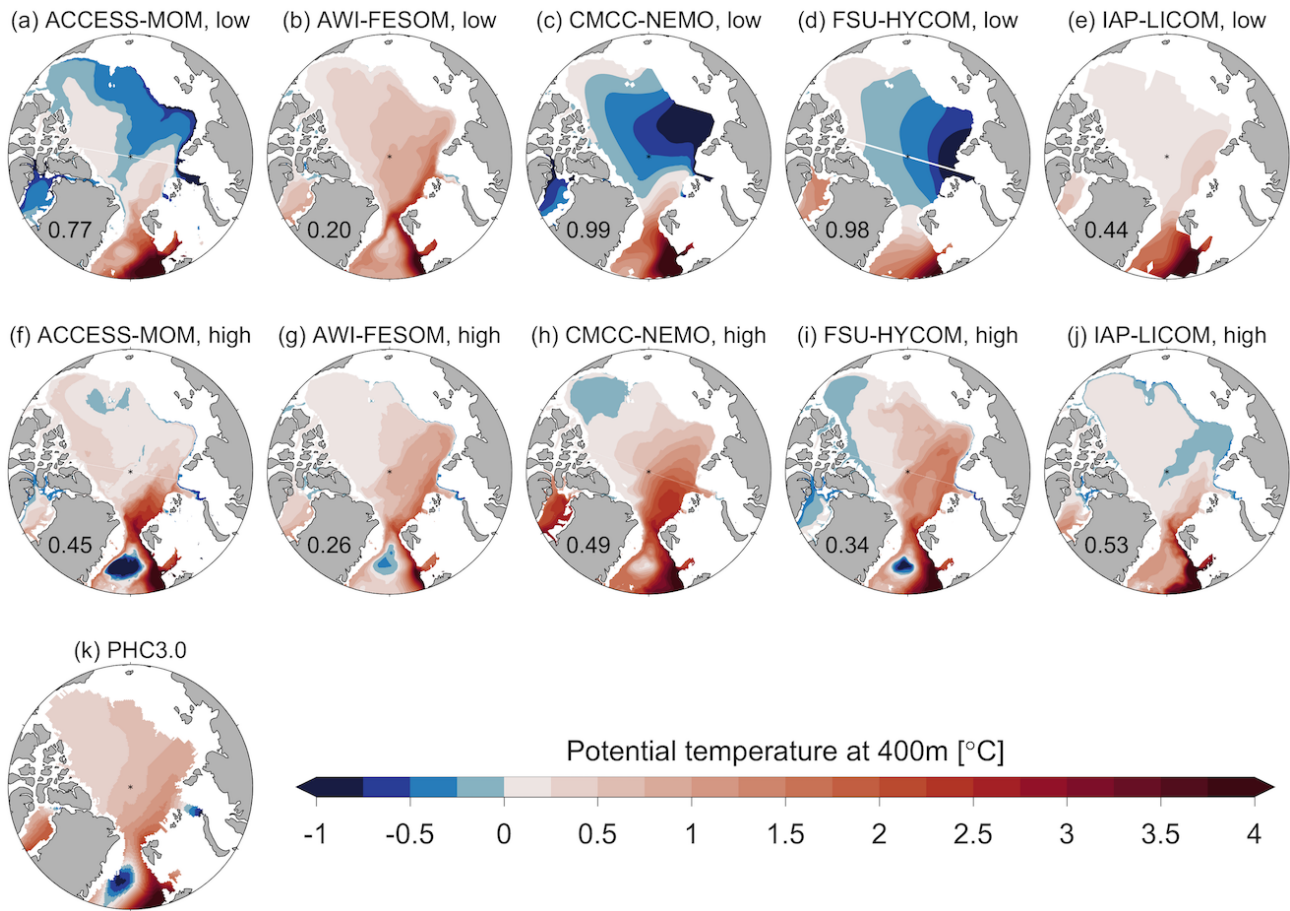 (a) ACCESS-MOM, low
(b) AWI-FESOM, low
(c) CMCC-NEMO, low
(d) FSU-HYCOM, low
(e) IAP-LICOM, low
0.77
0.20
0.99
0.98
0.44
(f) ACCESS-MOM, high
(g) AWI-FESOM, high
(h) CMCC-NEMO, high
(i) FSU-HYCOM, high
(j) IAP-LICOM, high
0.45
0.26
0.49
0.34
0.53
(k) PHC3.0
Potential temperature at 400m [°C]
-1 -0.5 0 0.5 1 1.5 2 2.5 3 3.5 4